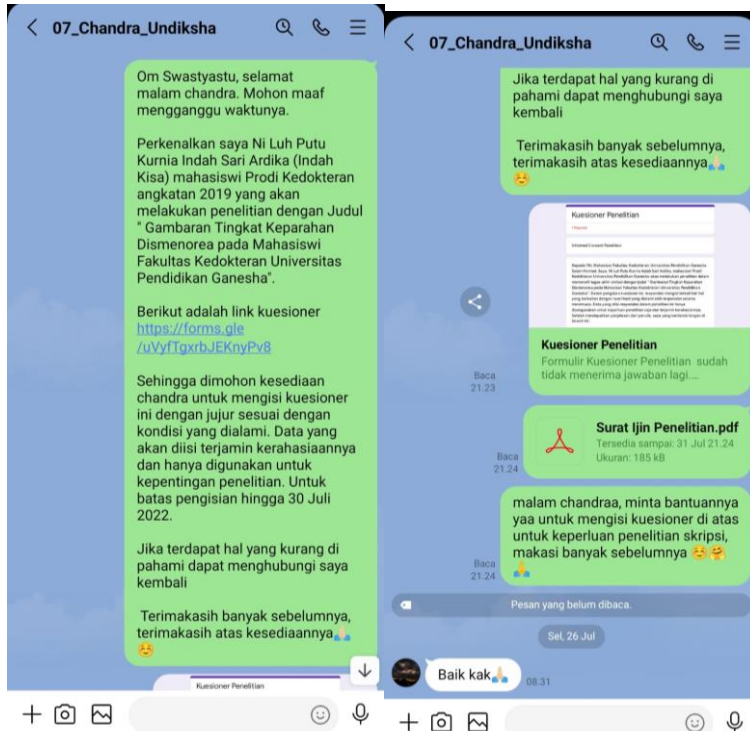 07_Chandra_Undiksha
Om Swastyastu, selamat
malam chandra. Mohon maaf
mengganggu waktunya.
Perkenalkan saya Ni Luh Putu
Kurnia Indah Sari Ardika (Indah
Kisa) mahasiswi Prodi Kedokteran
angkatan 2019 yang akan
melakukan penelitian dengan Judul
" Gambaran Tingkat Keparahan
Dismenorea pada Mahasiswi
Fakultas Kedokteran Universitas
Pendidikan Ganesha".
Berikut adalah link kuesioner
https://forms.gle
/uVyfTgxrbJEKnyPv8
Sehingga dimohon kesediaan
chandra untuk mengisi kuesioner
ini dengan jujur sesuai dengan
kondisi yang dialami. Data yang
akan diisi terjamin kerahasiaannya
dan hanya digunakan untuk
kepentingan penelitian. Untuk
batas pengisian hingga 30 Juli
2022.
Jika terdapat hal yang kurang di
pahami dapat menghubungi saya
kembali
Terimakasih banyak sebelumnya,
terimakasih atas kesediaannya🙏🏻
☺️
Kuesioner Penelitian
07_Chandra_Undiksha
Jika terdapat hal yang kurang di
pahami dapat menghubungi saya
kembali
Terimakasih banyak sebelumnya,
terimakasih atas kesediaannya🙏🏻
☺️
Kuesioner Penelitian
Informed Consent Penelitian
Kuesioner Penelitian
Formulir Kuesioner Penelitian sudah
tidak menerima jawaban lagi....
Baca
21.23
Surat Ijin Penelitian.pdf
Tersedia sampai: 31 Jul 21.24
Ukuran: 185 kB
Baca
21.24
malam chandraa, minta bantuannya
yaa untuk mengisi kuesioner di atas
untuk keperluan penelitian skripsi,
makasi banyak sebelumnya ☺️🤗
🙏
Baca
21.24
Pesan yang belum dibaca.
Sel, 26 Jul
Baik kak🙏🏻
08.31